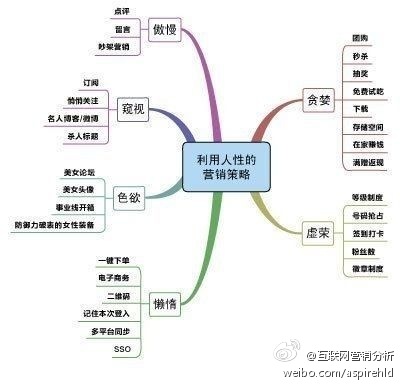 利用人性的
营销策略
傲慢
点评
留言
吵架营销
窥视
订阅
悄悄关注
名人博客/微博
杀人标题
色欲
美女论坛
美女头像
事业线开箱
防御力破表的女性装备
懒惰
一键下单
电子商务
二维码
记住本次登入
多平台同步
SSO
贪婪
团购
秒杀
抽奖
免费试吃
下载
存储空间
在家赚钱
满赠返现
虚荣
等级制度
号码抢占
签到打卡
粉丝数
徽章制度
@互联网营销分析
weibo.com/aspirehld